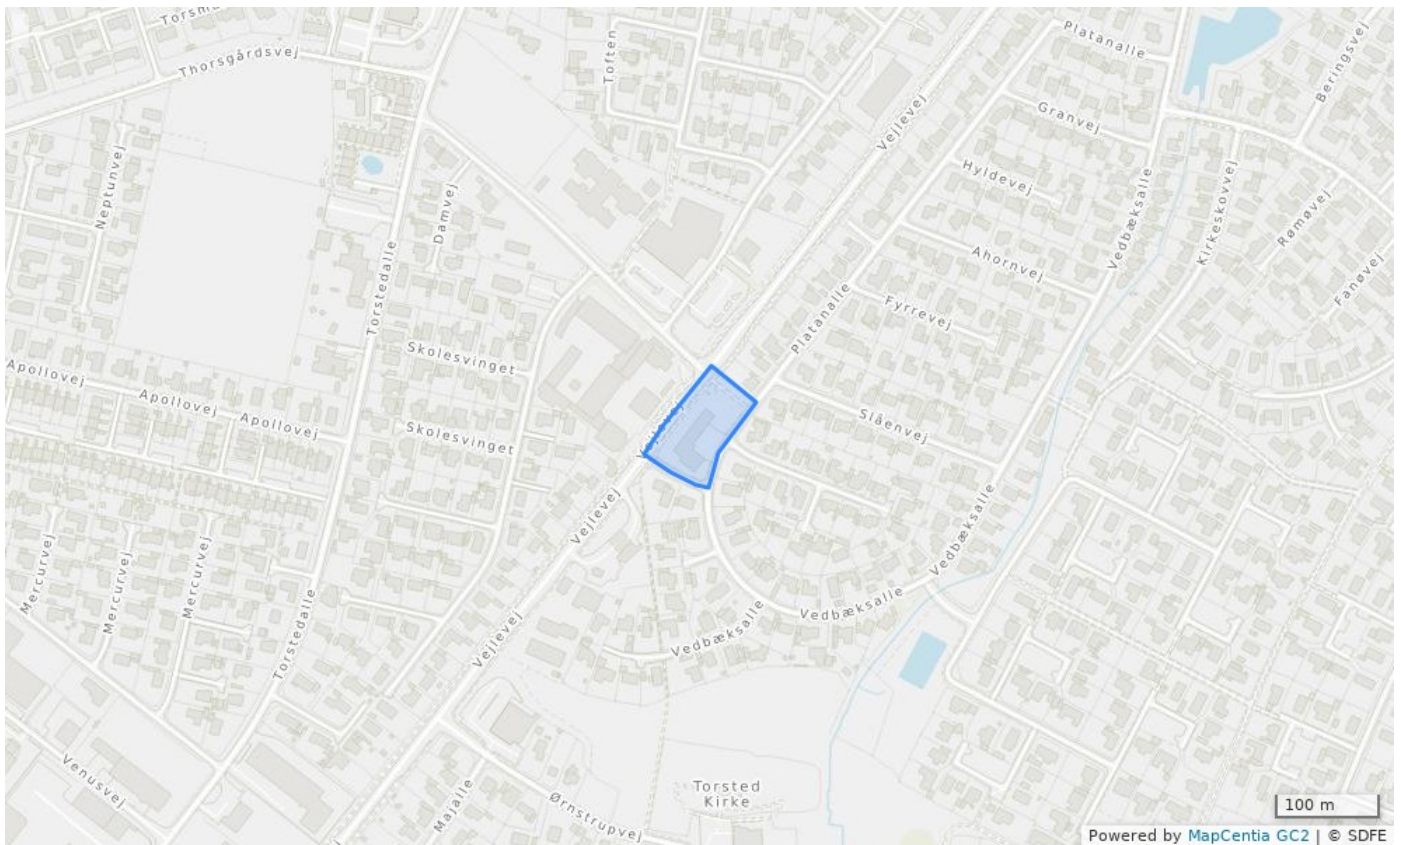 Torsm
Thorsgårdsvej
Toften
Vejlevej
Platanalle
Beringsvej
Granvej
Hyldevej
Neptunvej
Damvej
Torstedalle
Vedbæksalle
Kirkeskovvej
Rømøvej
Fanøvej
Ahornvej
Fyrrevej
Platanalle
Skolesvinget
Apollovej
Apollovej
Apollovej
Skolesvinget
Vejlevej
Slåenvej
Vejlevej
Vedbæksalle
Mercurvej
Mercurvej
Mercurvej
Torstedalle
Vejlevej
Vedbæksalle
Vedbæksalle
Venusvej
Majalle
Ørnstrupvej
Torsted
Kirke
100 m
Powered by MapCentia GC2 | © SDFE